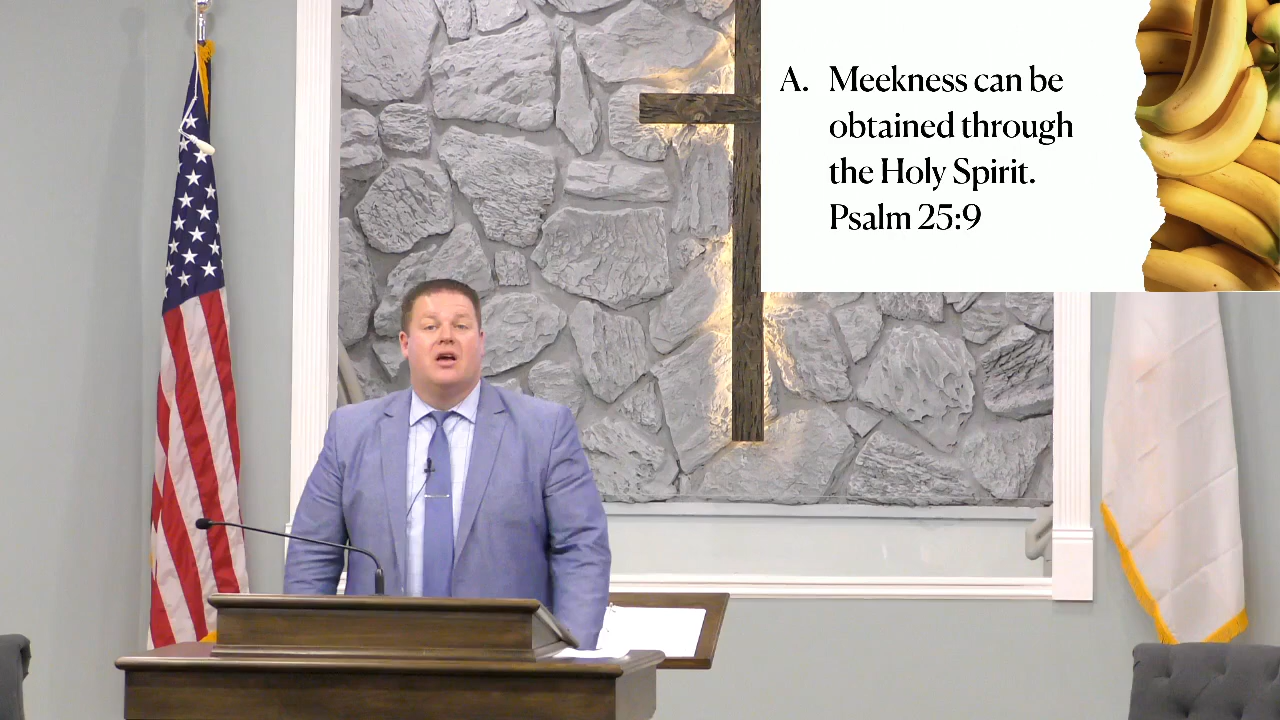 A. Meekness can be
obtained through
the Holy Spirit.
Psalm 25:9